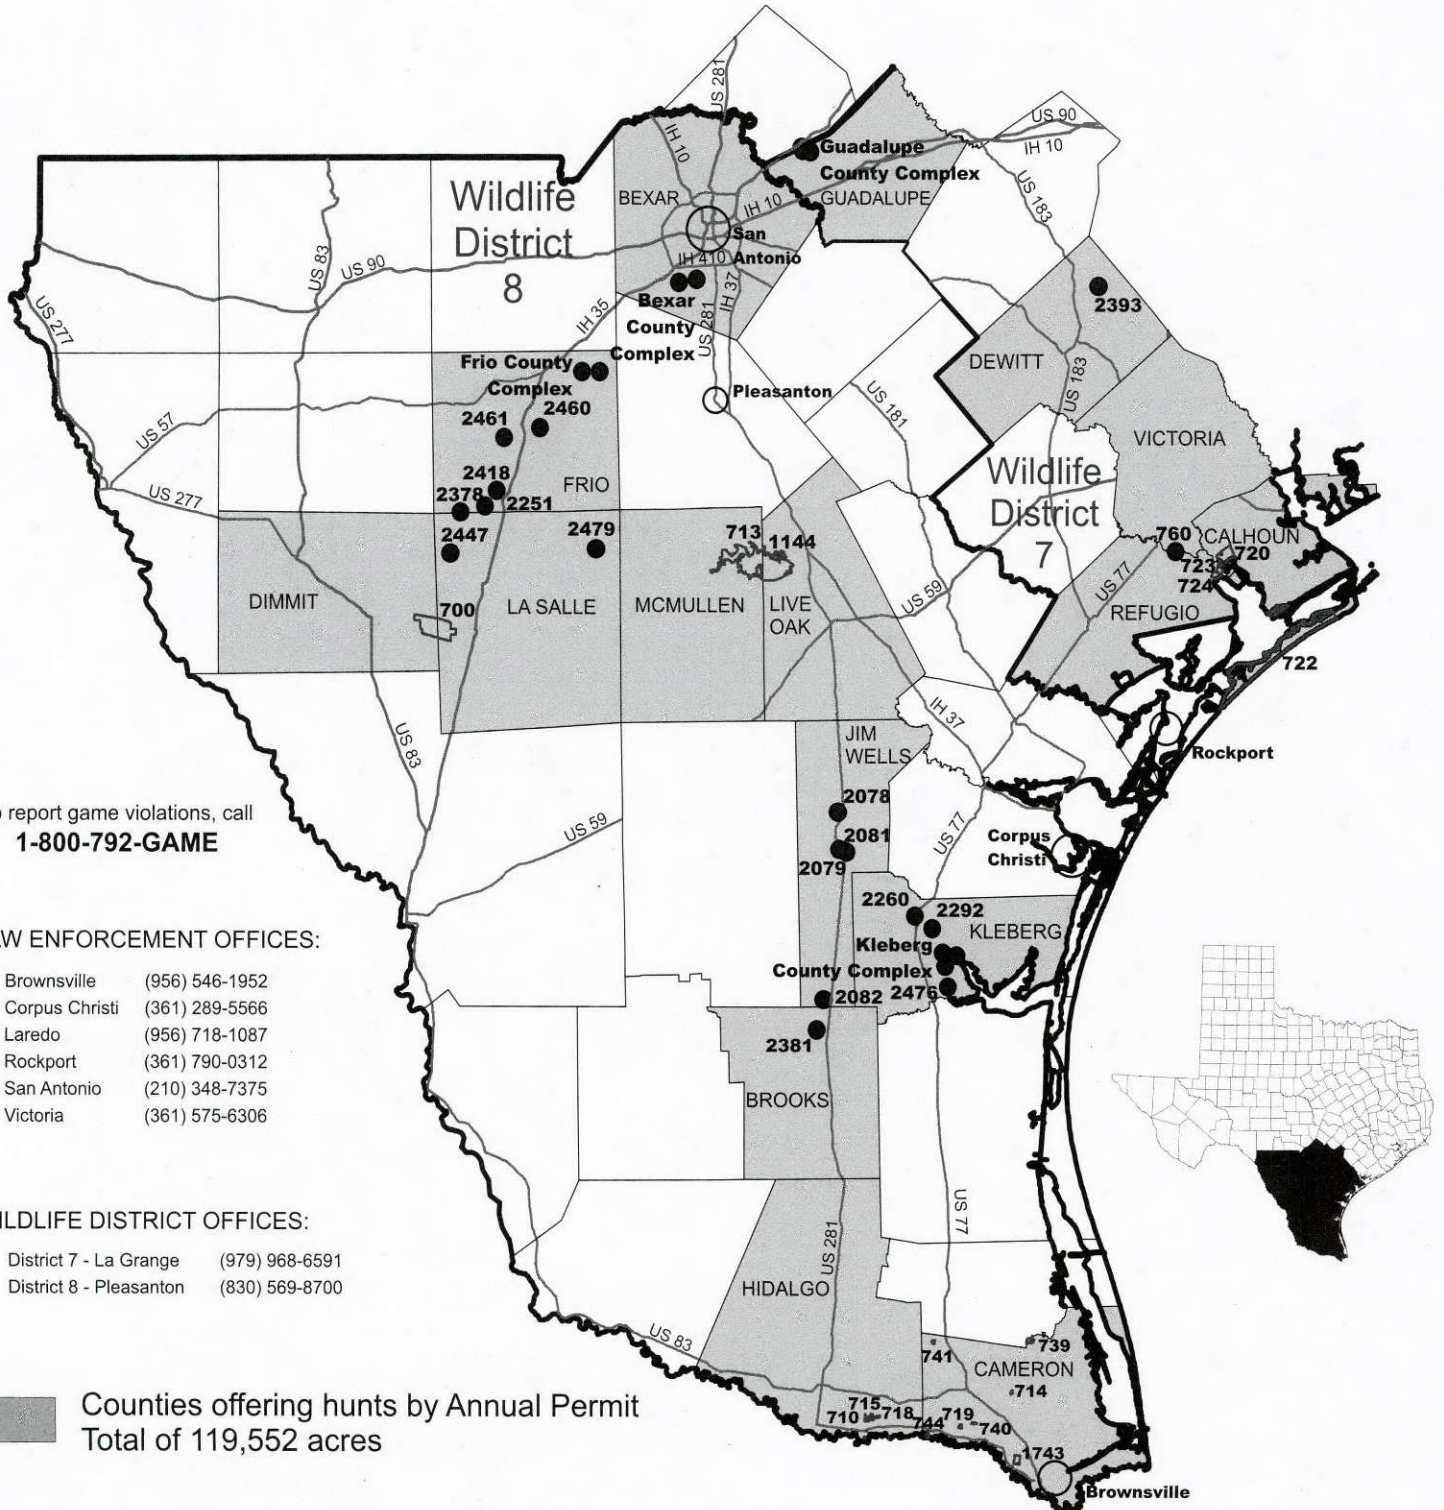 US 281
IH 10
US 90
IH 10
Guadalupe
County Complex
GUADALUPE
BEXAR
IH 10
US 183
Wildlife
District
8
San
Antonio
IH 410
US 83
US 90
US 277
IH 35
Bexar
County
Complex
US 281
IH 37
2393
DEWITT
US 183
Frio County
Complex
Pleasanton
US 181
2461
2460
US 57
VICTORIA
US 277
2418
2378
2251
FRIO
Wildlife
District
7
2447
2479
713
1144
760
CALHOUN
720
723
724
DIMMIT
700
LA SALLE
MCMULLEN
LIVE
OAK
US 59
US 77
REFUGIO
722
US 83
IH 37
JIM
WELLS
Rockport
report game violations, call
1-800-792-GAME
2078
US 59
2081
2079
US 77
Corpus
Christi
2260
2292
KLEBERG
Kleberg
County Complex
2082
2476
2381
BROOKS
W ENFORCEMENT OFFICES:
Brownsville (956) 546-1952
Corpus Christi (361) 289-5566
Laredo (956) 718-1087
Rockport (361) 790-0312
San Antonio (210) 348-7375
Victoria (361) 575-6306
ILDLIFE DISTRICT OFFICES:
District 7 - La Grange (979) 968-6591
District 8 - Pleasanton (830) 569-8700
US 77
US 281
HIDALGO
US 83
741
739
CAMERON
714
715
710
718
744
719
740
1743
Brownsville
Counties offering hunts by Annual Permit
Total of 119,552 acres